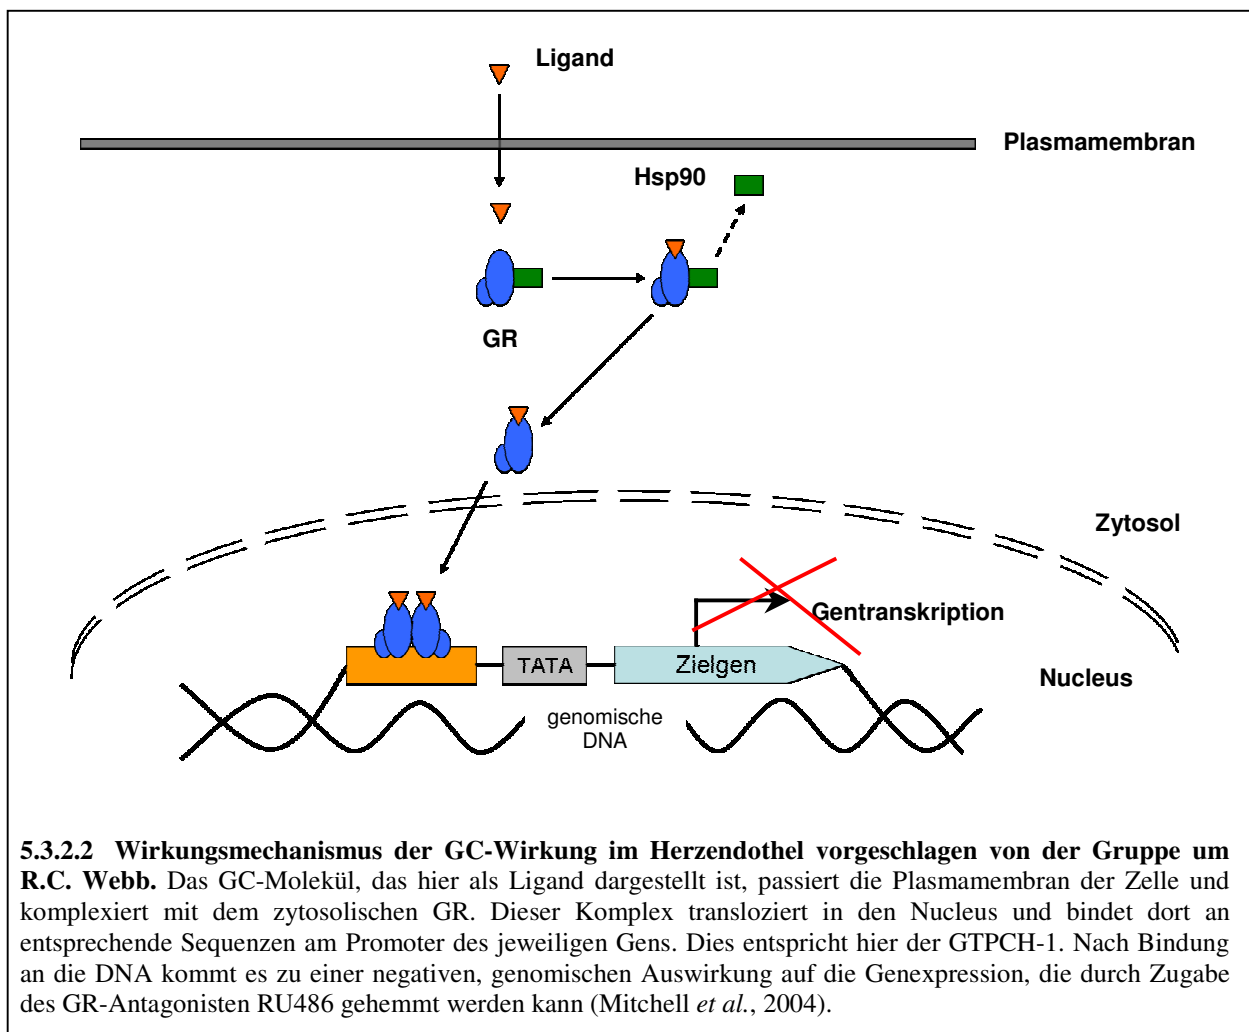 Ligand
Plasmamembran
Hsp90
GR
Zytosol
Gentranskription
TATA
Zielgen
Nucleus
genomische
DNA
5.3.2.2 Wirkungsmechanismus der GC-Wirkung im Herzendothel vorgeschlagen von der Gruppe um
R.C. Webb. Das GC-Molekül, das hier als Ligand dargestellt ist, passiert die Plasmamembran der Zelle und
komplexiert mit dem zytosolischen GR. Dieser Komplex transloziert in den Nucleus und bindet dort an
entsprechende Sequenzen am Promoter des jeweiligen Gens. Dies entspricht hier der GTPCH-1. Nach Bindung
an die DNA kommt es zu einer negativen, genomischen Auswirkung auf die Genexpression, die durch Zugabe
des GR-Antagonisten RU486 gehemmt werden kann (Mitchell et al., 2004).